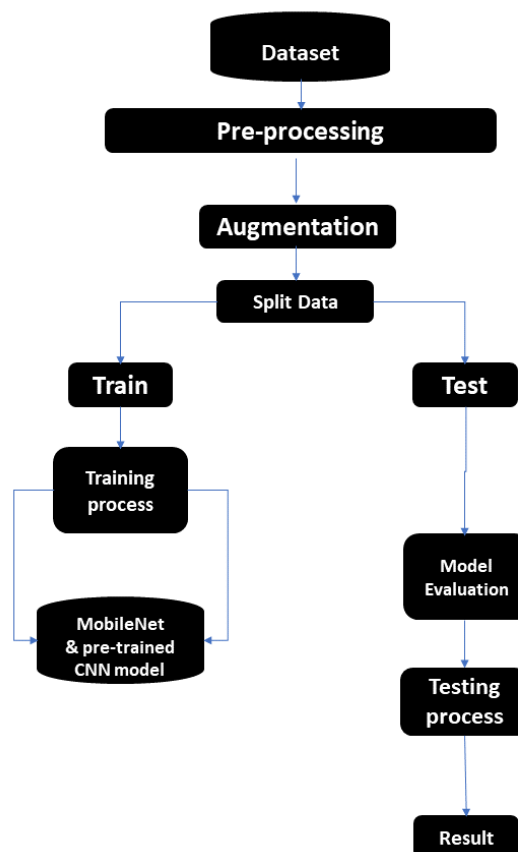 Dataset
Pre-processing
Augmentation
Split Data
Train
Test
Training
process
Model
Evaluation
MobileNet
& pre-trained
CNN model
Testing
process
Result